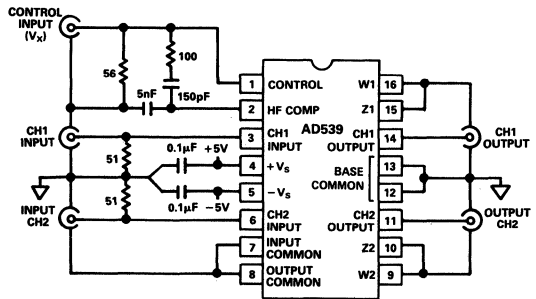 CONTROL
INPUT
(VX)
56
100
5nF
150pF
1 CONTROL
2 HF COMP
AD539
W1 16
Z1 15
CH1
INPUT
51
0.1μF +5V
3 CH1
INPUT
4 +VS
5 −VS
0.1μF −5V
CH1
OUTPUT 14
CH1
OUTPUT
BASE
COMMON
13
12
INPUT
CH2
51
6 CH2
INPUT
7 INPUT
COMMON
8 OUTPUT
COMMON
CH2
OUTPUT 11
OUTPUT
CH2
Z2 10
W2 9